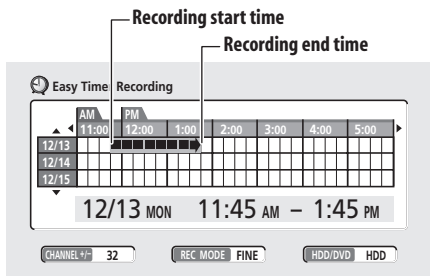 Recording start time
Recording end time
Easy Timer Recording
AM PM
11:00 12:00 1:00 2:00 3:00 4:00 5:00
12/13
12/14
12/15
12/13 MON 11:45 AM – 1:45 PM
CHANNEL +/– 32 REC MODE FINE HDD/DVD HDD